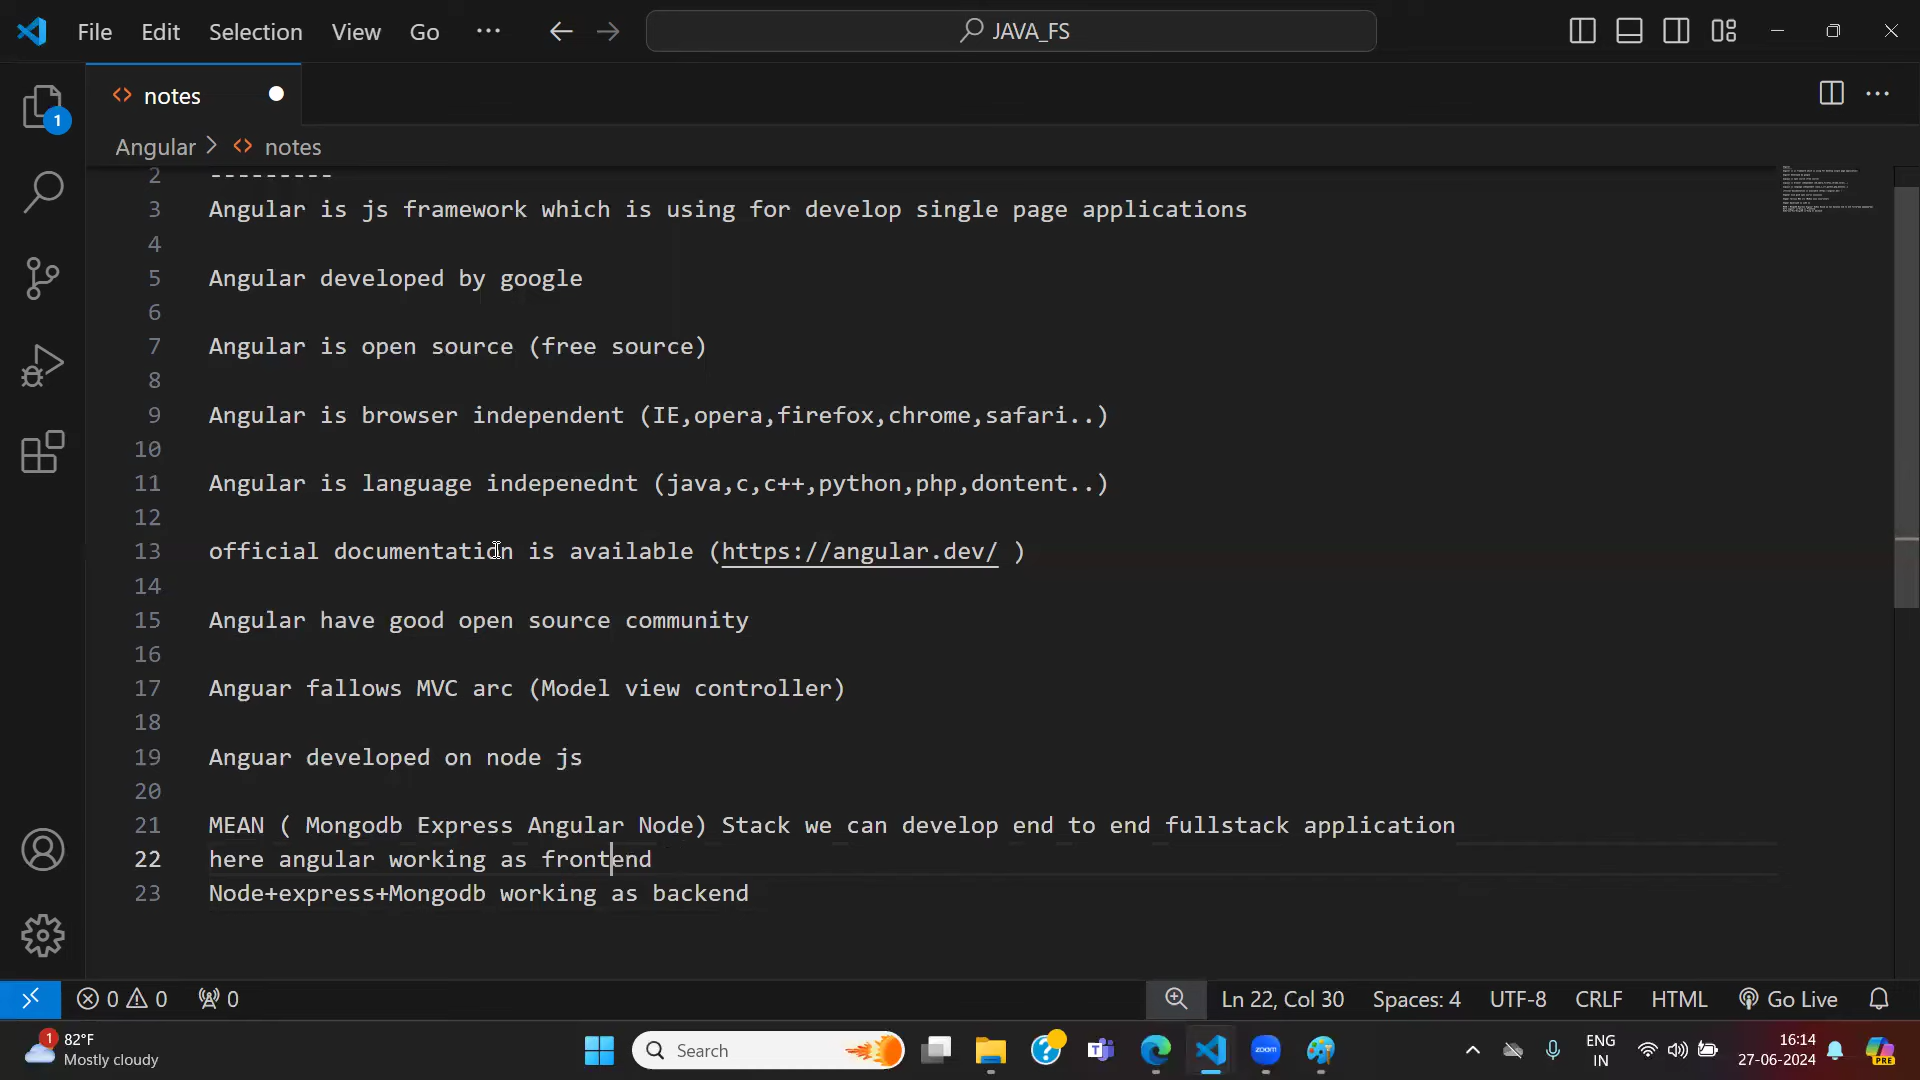 File Edit Selection View Go ··· JAVA_FS
notes
1
Angular > notes
2 ---------
3 Angular is js framework which is using for develop single page applications
4
5 Angular developed by google
6
7 Angular is open source (free source)
8
9 Angular is browser independent (IE,opera,firefox,chrome,safari..)
10
11 Angular is language indepenednt (java,c,c++,python,php,dontent..)
12
13 official documentation is available (https://angular.dev/ )
14
15 Angular have good open source community
16
17 Anguar fallows MVC arc (Model view controller)
18
19 Anguar developed on node js
20
21 MEAN ( Mongodb Express Angular Node) Stack we can develop end to end fullstack application
22 here angular working as frontend
23 Node+express+Mongodb working as backend
0 0 0 Ln 22, Col 30 Spaces: 4 UTF-8 CRLF HTML Go Live
1 82°F Search zoom ENG 16:14
Mostly cloudy IN 27-06-2024 PRE